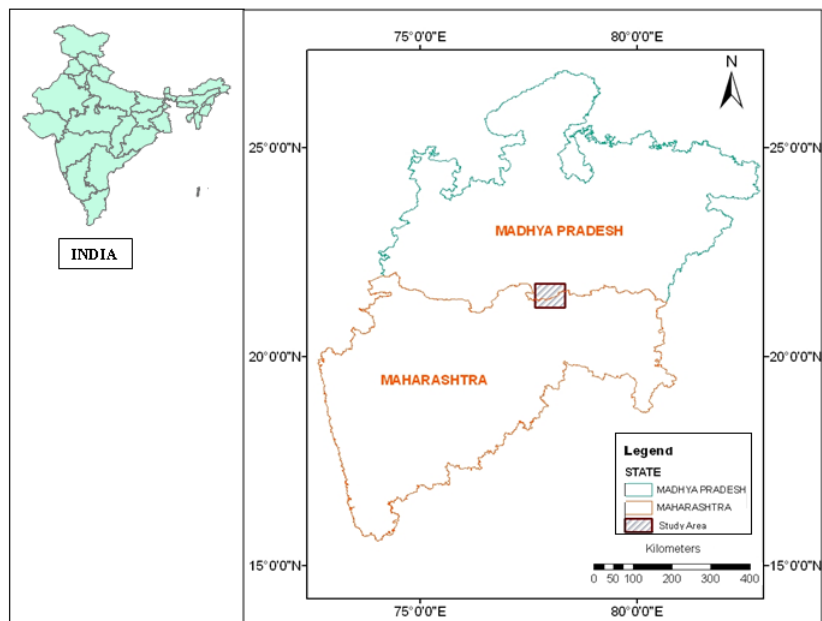 75°0'0"E 80°0'0"E
N
25°0'0"N 25°0'0"N
MADHYA PRADESH
INDIA
20°0'0"N 20°0'0"N
MAHARASHTRA
Legend
STATE
MADHYA PRADESH
MAHARASHTRA
Study Area
Kilometers
15°0'0"N 15°0'0"N
0 50 100 200 300 400
75°0'0"E 80°0'0"E